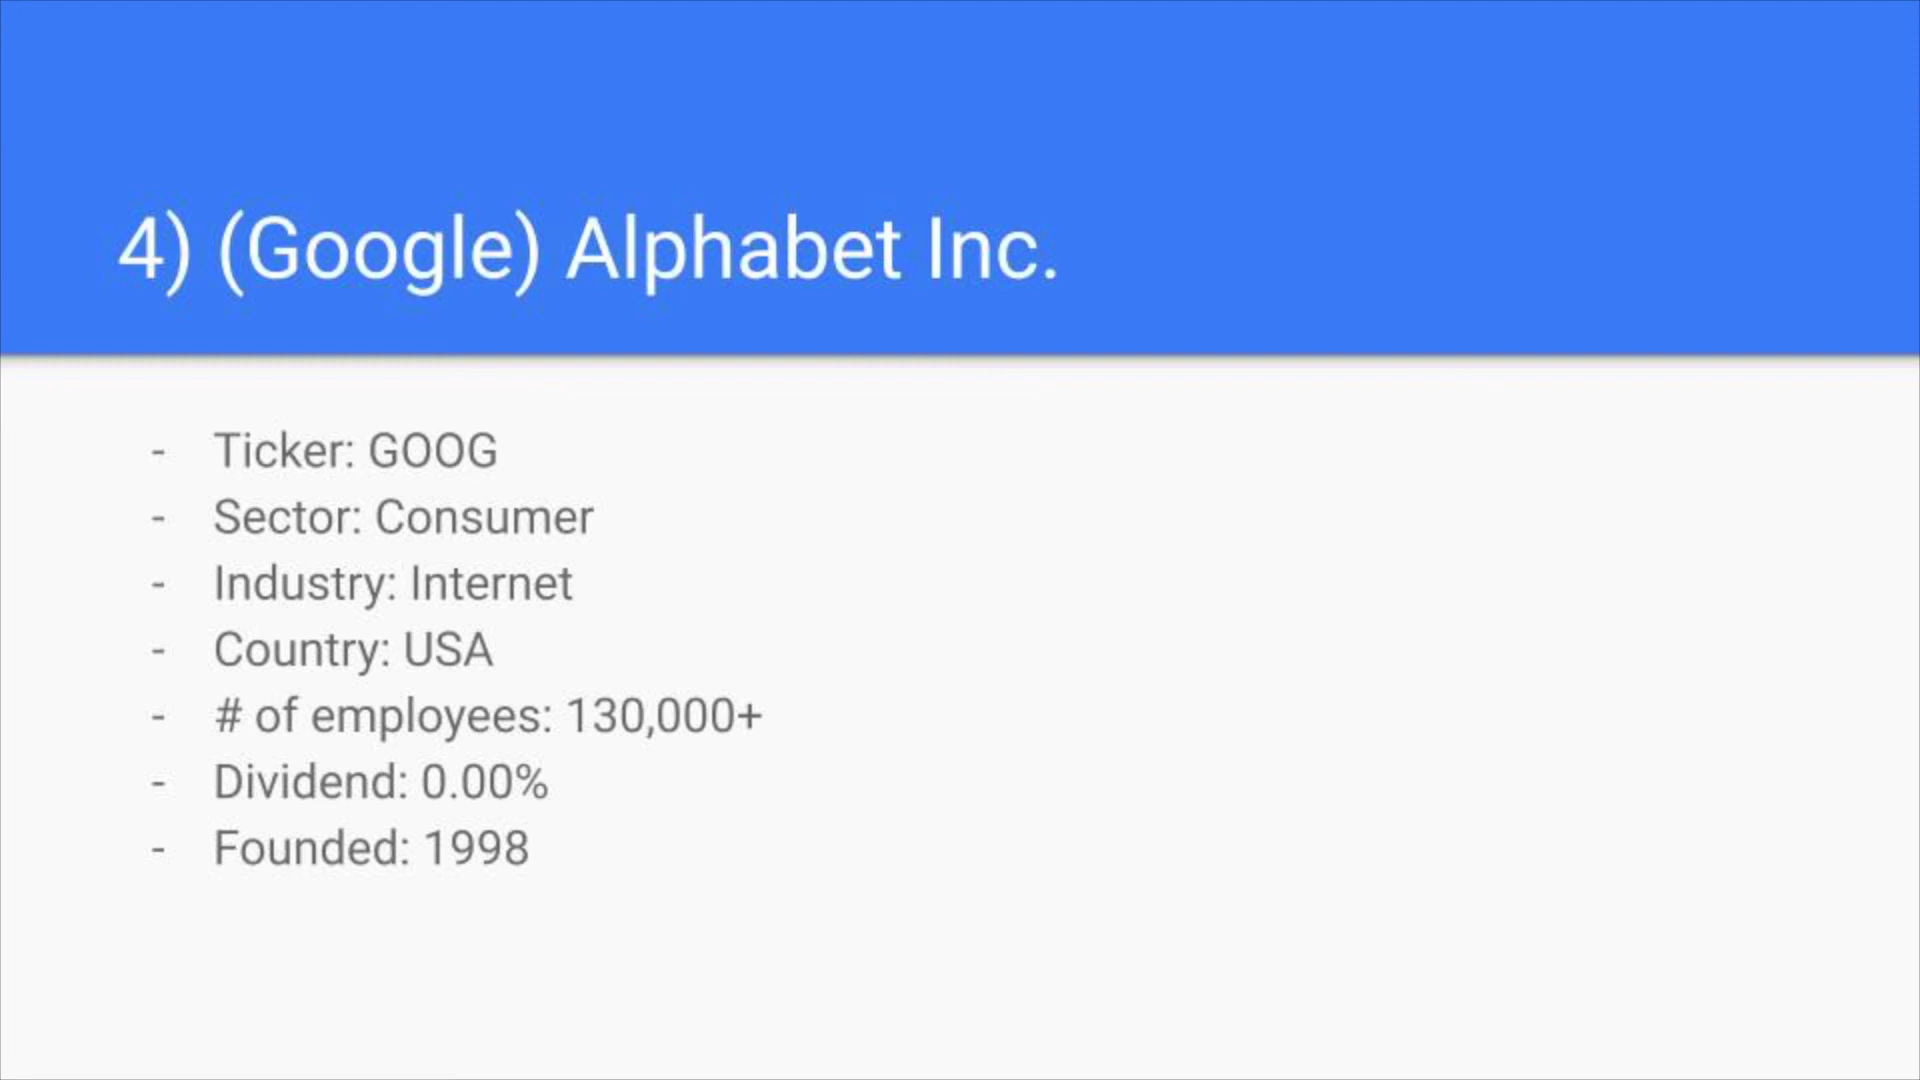 4) (Google) Alphabet Inc.
- Ticker: GOOG
- Sector: Consumer
- Industry: Internet
- Country: USA
- # of employees: 130,000+
- Dividend: 0.00%
- Founded: 1998